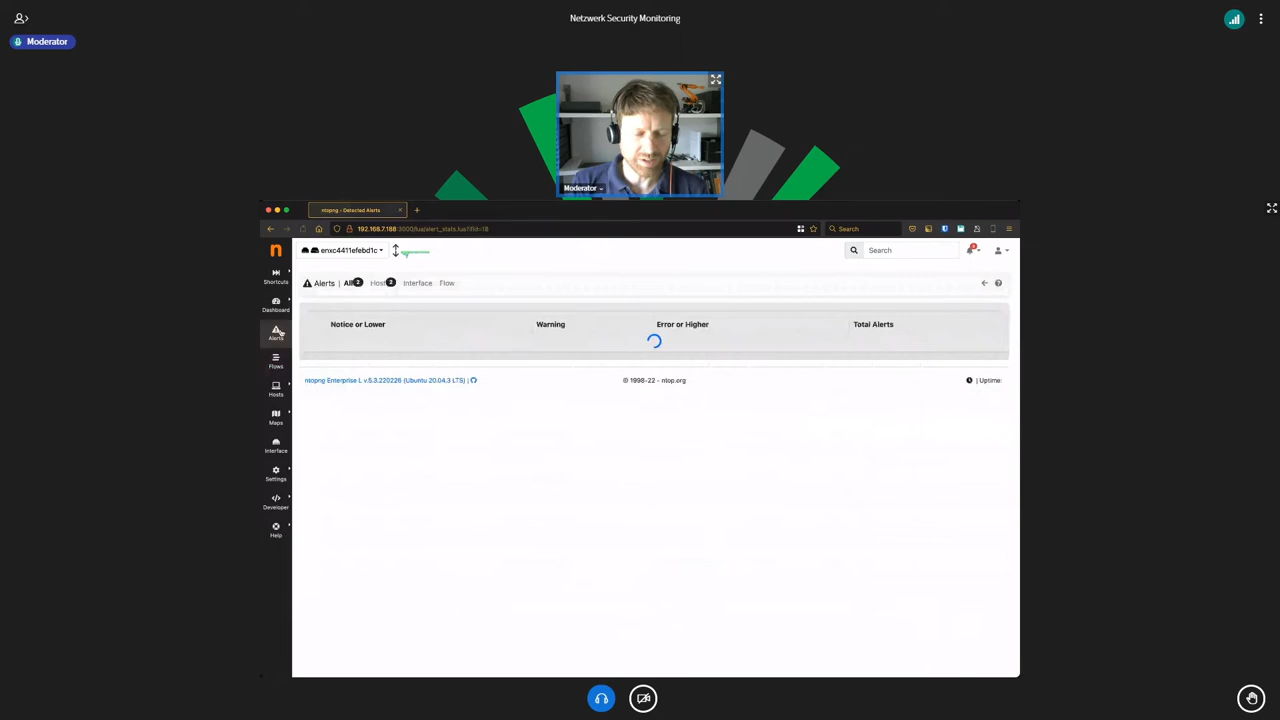 Netzwerk Security Monitoring
Moderator
Moderator
ntopng - Detected Alerts
192.168.7.188:3000/lua/alert_stats.lua?ifid=18
Search
enxc4411efebd1c
Search
Shortcuts
Dashboard
Alerts
Flows
Hosts
Maps
Interface
Settings
Developer
Help
Alerts | All 2 Host 2 Interface Flow
Notice or Lower Warning Error or Higher Total Alerts
ntopng Enterprise L v.5.3.220226 (Ubuntu 20.04.3 LTS) |
© 1998-22 - ntop.org
| Uptime: